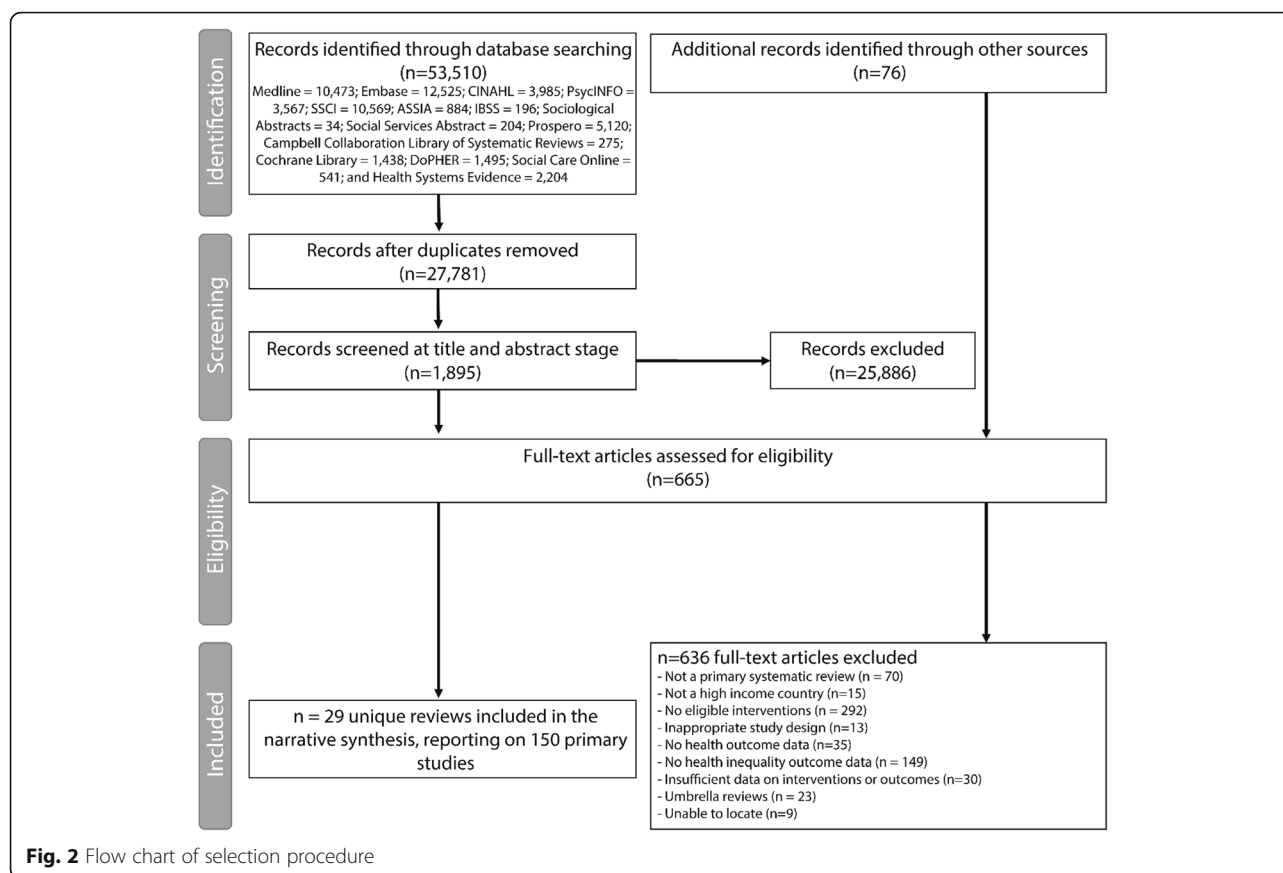 Identification
Records identified through database searching
(n=53,510)
Medline = 10,473; Embase = 12,525; CINAHL = 3,985; PsycINFO =
3,567; SSCI = 10,569; ASSIA = 884; IBSS = 196; Sociological
Abstracts = 34; Social Services Abstract = 204; Prospero = 5,120;
Campbell Collaboration Library of Systematic Reviews = 275;
Cochrane Library = 1,438; DoPHER = 1,495; Social Care Online =
541; and Health Systems Evidence = 2,204
Additional records identified through other sources
(n=76)
Screening
Records after duplicates removed
(n=27,781)
Records screened at title and abstract stage
(n=1,895)
Records excluded
(n=25,886)
Eligibility
Full-text articles assessed for eligibility
(n=665)
Included
n = 29 unique reviews included in the
narrative synthesis, reporting on 150 primary
studies
n=636 full-text articles excluded
- Not a primary systematic review (n = 70)
- Not a high income country (n=15)
- No eligible interventions (n = 292)
- Inappropriate study design (n=13)
- No health outcome data (n=35)
- No health inequality outcome data (n = 149)
- Insufficient data on interventions or outcomes (n=30)
- Umbrella reviews (n = 23)
- Unable to locate (n=9)
Fig. 2 Flow chart of selection procedure